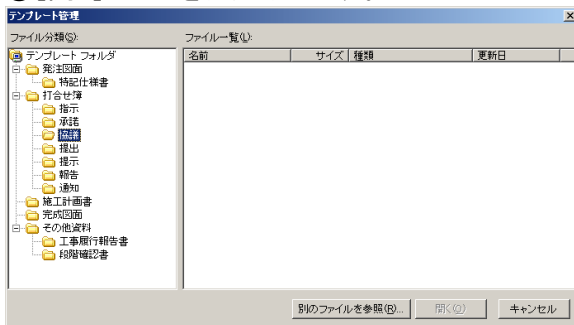 テンプレート管理
ファイル分類(S):
ファイル一覧(L):
テンプレート フォルダ
発注図面
特記仕様書
打合せ簿
指示
承諾
協議
提出
提示
報告
通知
施工計画書
完成図面
その他資料
工事履行報告書
段階確認書
名前
サイズ
種類
更新日
別のファイルを参照(R)...
開く(O)
キャンセル